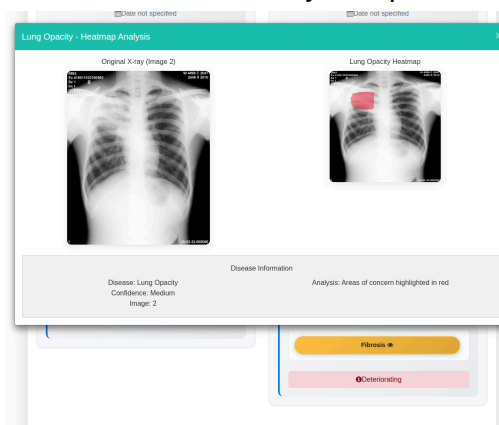 Date not specified
Date not specified
Lung Opacity - Heatmap Analysis
Original X-ray (Image 2)
Lung Opacity Heatmap
Disease Information
Disease: Lung Opacity
Confidence: Medium
Image: 2
Analysis: Areas of concern highlighted in red
Fibrosis
Deteriorating